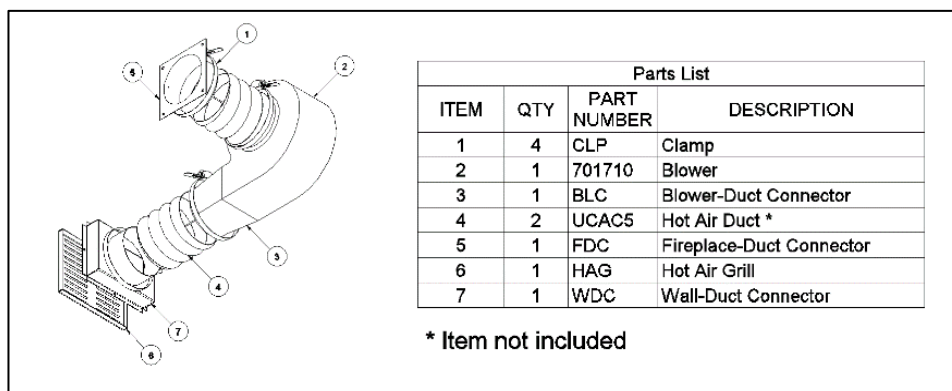 1
2
5
3
4
7
6
Parts List
ITEM QTY PART NUMBER DESCRIPTION
1 4 CLP Clamp
2 1 701710 Blower
3 1 BLC Blower-Duct Connector
4 2 UCAC5 Hot Air Duct *
5 1 FDC Fireplace-Duct Connector
6 1 HAG Hot Air Grill
7 1 WDC Wall-Duct Connector
* Item not included